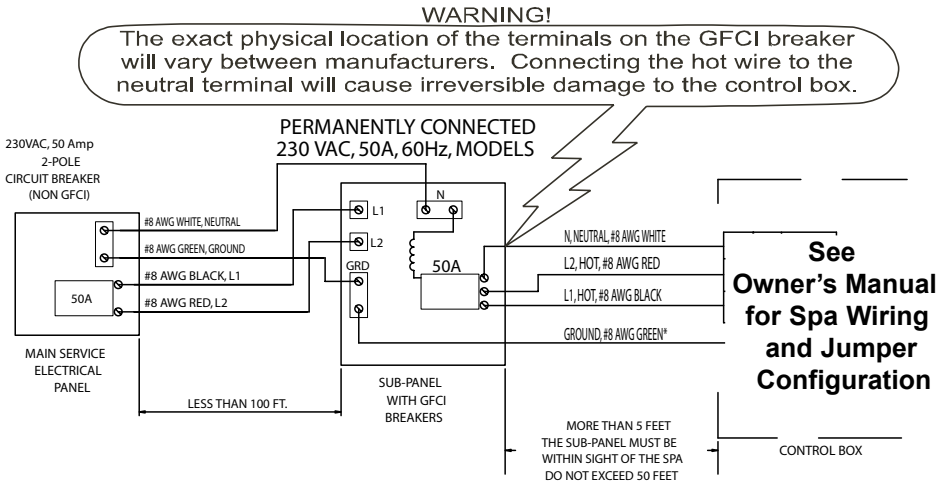 WARNING!
The exact physical location of the terminals on the GFCI breaker
will vary between manufacturers. Connecting the hot wire to the
neutral terminal will cause irreversible damage to the control box.
PERMANENTLY CONNECTED
230 VAC, 50A, 60Hz, MODELS
230VAC, 50 Amp
2-POLE
CIRCUIT BREAKER
(NON GFCI)
#8 AWG WHITE, NEUTRAL
#8 AWG GREEN, GROUND
#8 AWG BLACK, L1
#8 AWG RED, L2
50A
MAIN SERVICE
ELECTRICAL
PANEL
LESS THAN 100 FT.
L1
N
L2
GRD
50A
SUB-PANEL
WITH GFCI
BREAKERS
N, NEUTRAL, #8 AWG WHITE
L2, HOT, #8 AWG RED
L1, HOT, #8 AWG BLACK
GROUND, #8 AWG GREEN*
MORE THAN 5 FEET
THE SUB-PANEL MUST BE
WITHIN SIGHT OF THE SPA
DO NOT EXCEED 50 FEET
See
Owner's Manual
for Spa Wiring
and Jumper
Configuration
CONTROL BOX